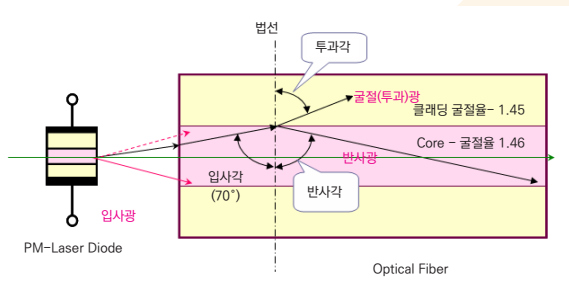 법선
투과각
굴절(투과)광
클래딩 굴절율- 1.45
Core - 굴절율 1.46
반사광
입사각
(70˚)
반사각
입사광
PM-Laser Diode
Optical Fiber